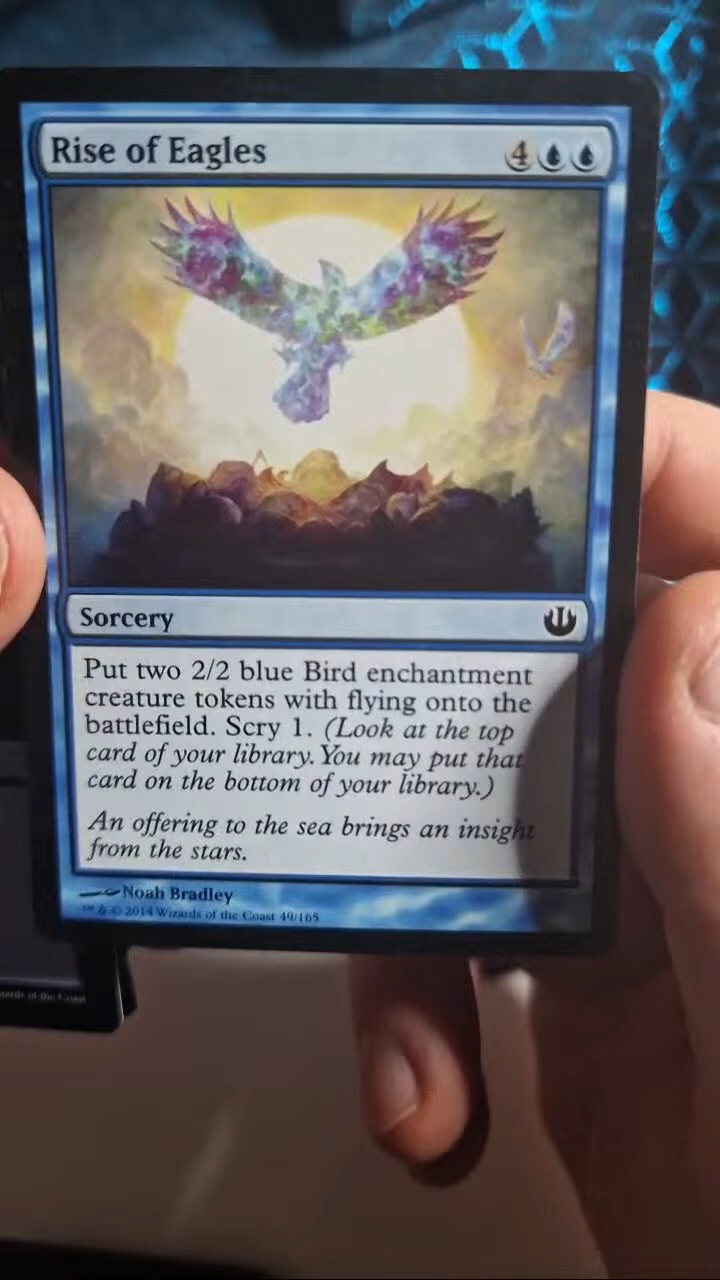 Rise of Eagles
4
Sorcery
Put two 2/2 blue Bird enchantment
creature tokens with flying onto the
battlefield. Scry 1. (Look at the top
card of your library. You may put that
card on the bottom of your library.)
An offering to the sea brings an insight
from the stars.
Noah Bradley
™ & © 2014 Wizards of the Coast 49/165
of the Coast